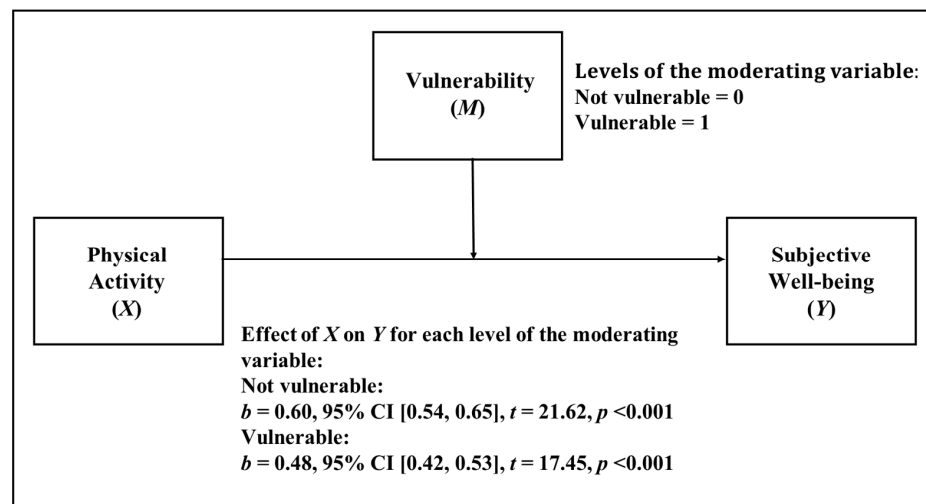 Vulnerability
(M)
Levels of the moderating variable:
Not vulnerable = 0
Vulnerable = 1
Physical
Activity
(X)
Subjective
Well-being
(Y)
Effect of X on Y for each level of the moderating
variable:
Not vulnerable:
b = 0.60, 95% CI [0.54, 0.65], t = 21.62, p <0.001
Vulnerable:
b = 0.48, 95% CI [0.42, 0.53], t = 17.45, p <0.001